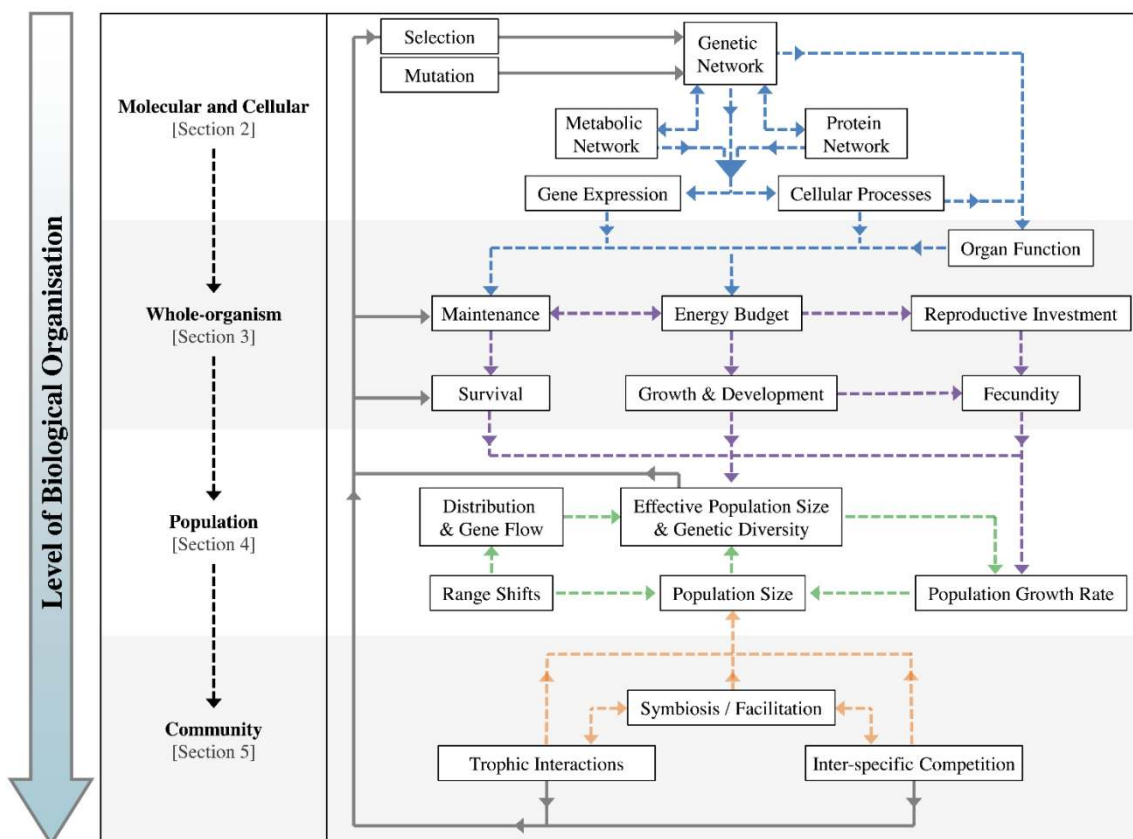 Level of Biological Organisation
Molecular and Cellular
[Section 2]
Whole-organism
[Section 3]
Population
[Section 4]
Community
[Section 5]
Selection
Mutation
Genetic
Network
Metabolic
Network
Protein
Network
Gene Expression
Cellular Processes
Organ Function
Maintenance
Energy Budget
Reproductive Investment
Survival
Growth & Development
Fecundity
Distribution
& Gene Flow
Effective Population Size
& Genetic Diversity
Range Shifts
Population Size
Population Growth Rate
Symbiosis / Facilitation
Trophic Interactions
Inter-specific Competition